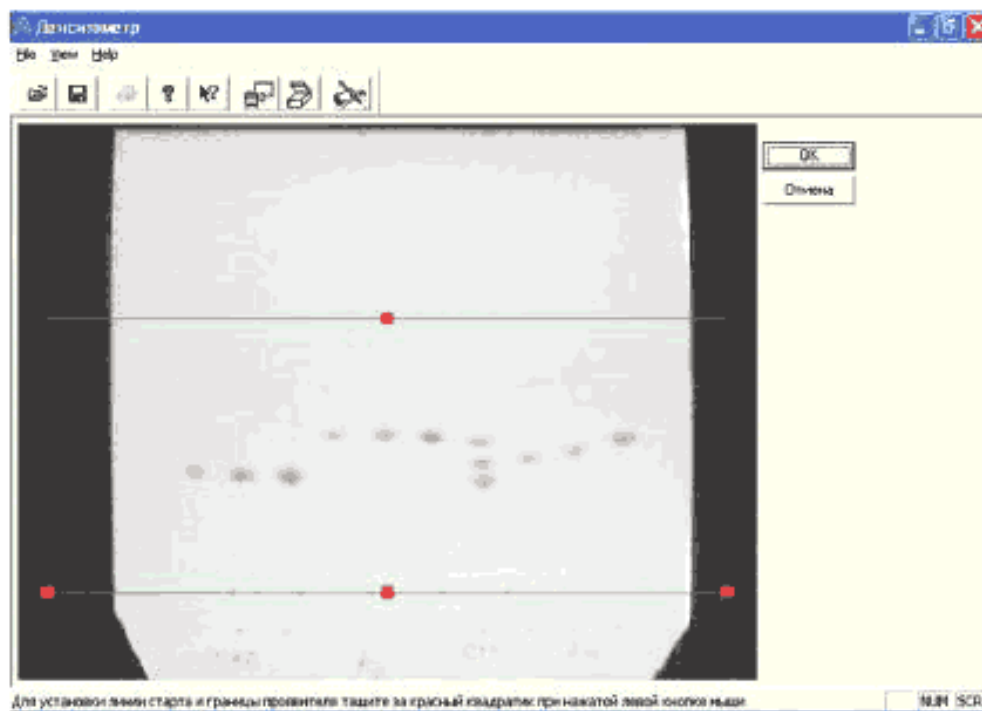 Денситометр
File View Help
OK
Отмена
Для установки линии старта и границы проявителя тащите за красный квадратик при нажатой левой кнопке мыши
NUM SCR